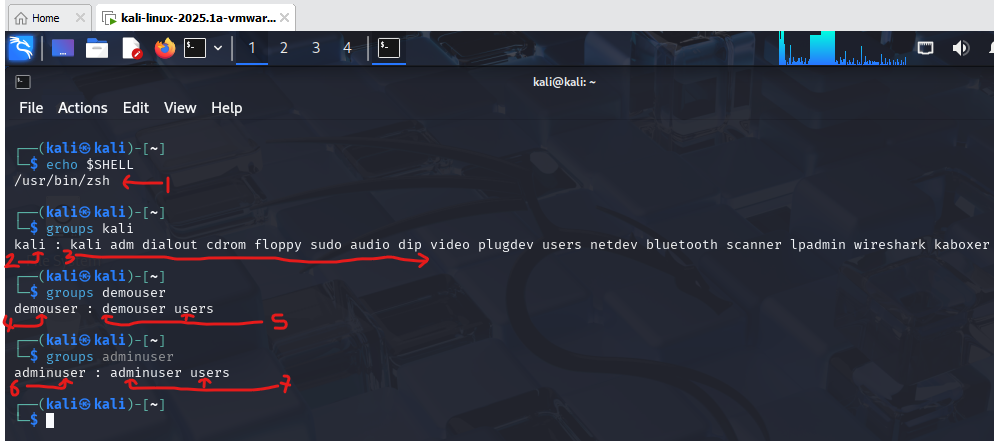 Home × kali-linux-2025.1a-vmwar... ×
1 2 3 4
kali@kali: ~
File Actions Edit View Help
┌──(kali㉿kali)-[~]
└─$ echo $SHELL
/usr/bin/zsh 1
┌──(kali㉿kali)-[~]
└─$ groups kali
kali : kali adm dialout cdrom floppy sudo audio dip video plugdev users netdev bluetooth scanner lpadmin wireshark kaboxer
2 3
┌──(kali㉿kali)-[~]
└─$ groups demouser
demouser : demouser users
4 5
┌──(kali㉿kali)-[~]
└─$ groups adminuser
adminuser : adminuser users
6 7
┌──(kali㉿kali)-[~]
└─$